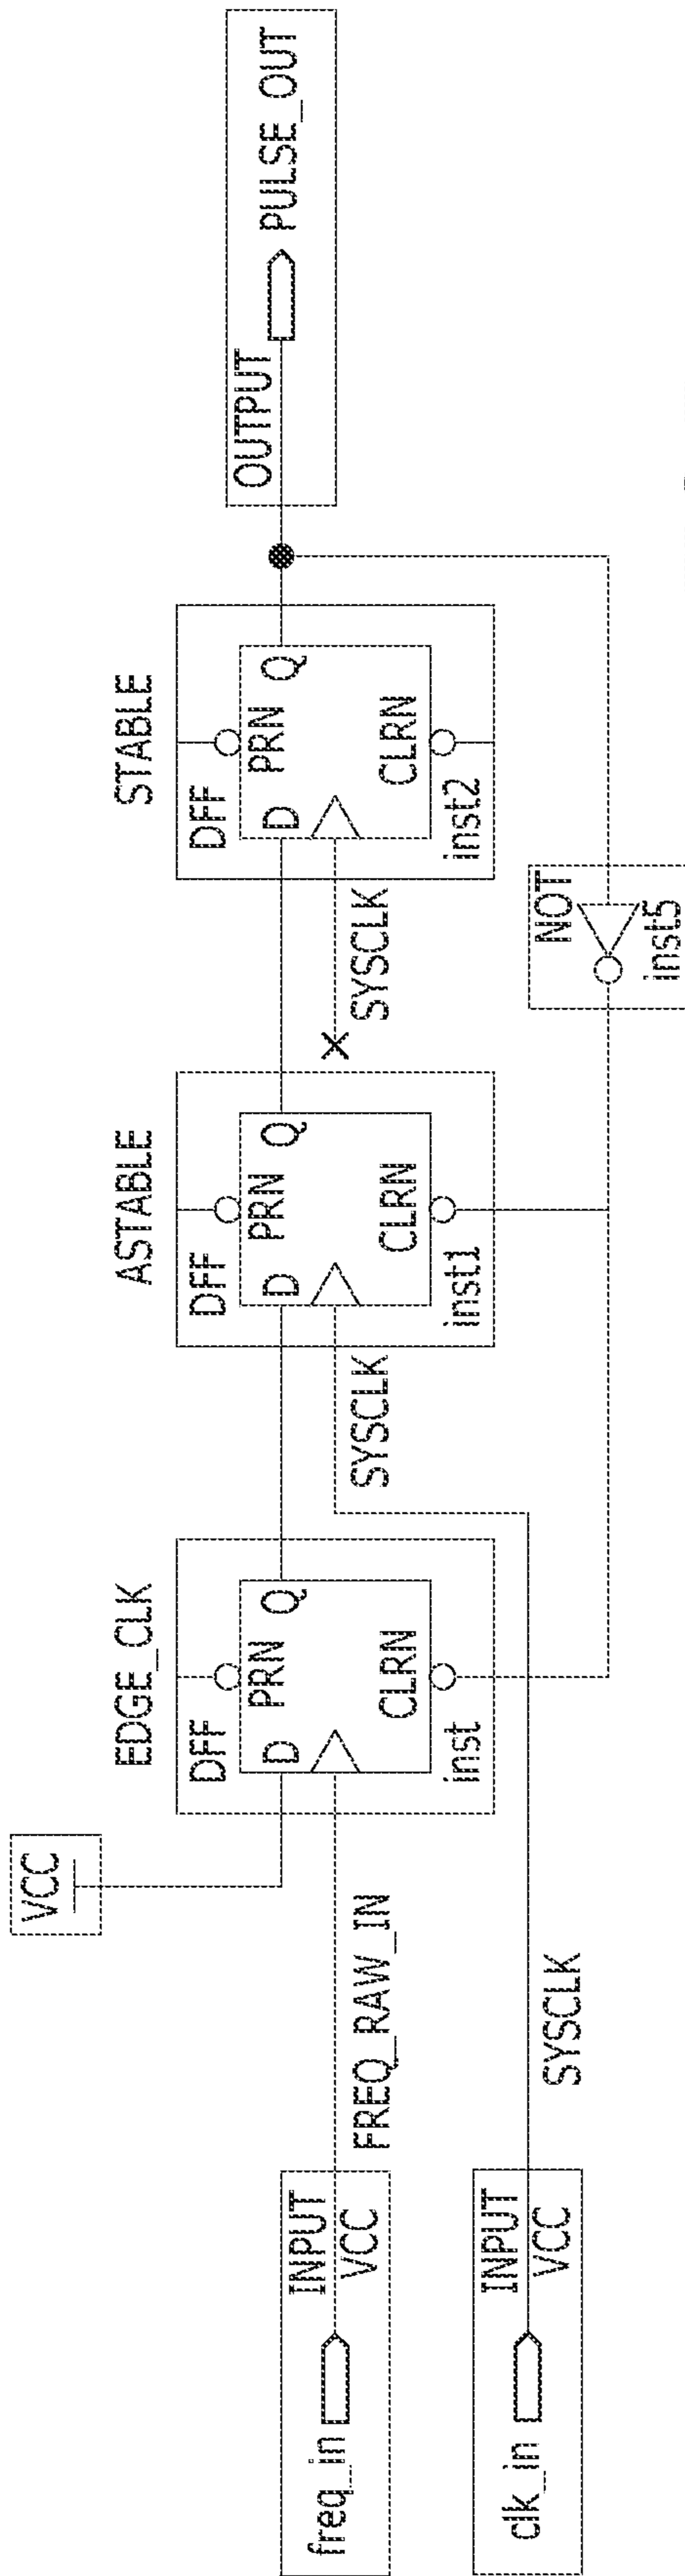 VCC
EDGE_CLK
ASTABLE
STABLE
DFF
PRN
D
Q
CLRN
inst
DFF
PRN
D
Q
CLRN
inst1
DFF
PRN
D
Q
CLRN
inst2
OUTPUT
PULSE_OUT
freq_in
INPUT
VCC
FREQ_RAW_IN
SYSCLK
SYSCLK
clk_in
INPUT
VCC
SYSCLK
NOT
inst5